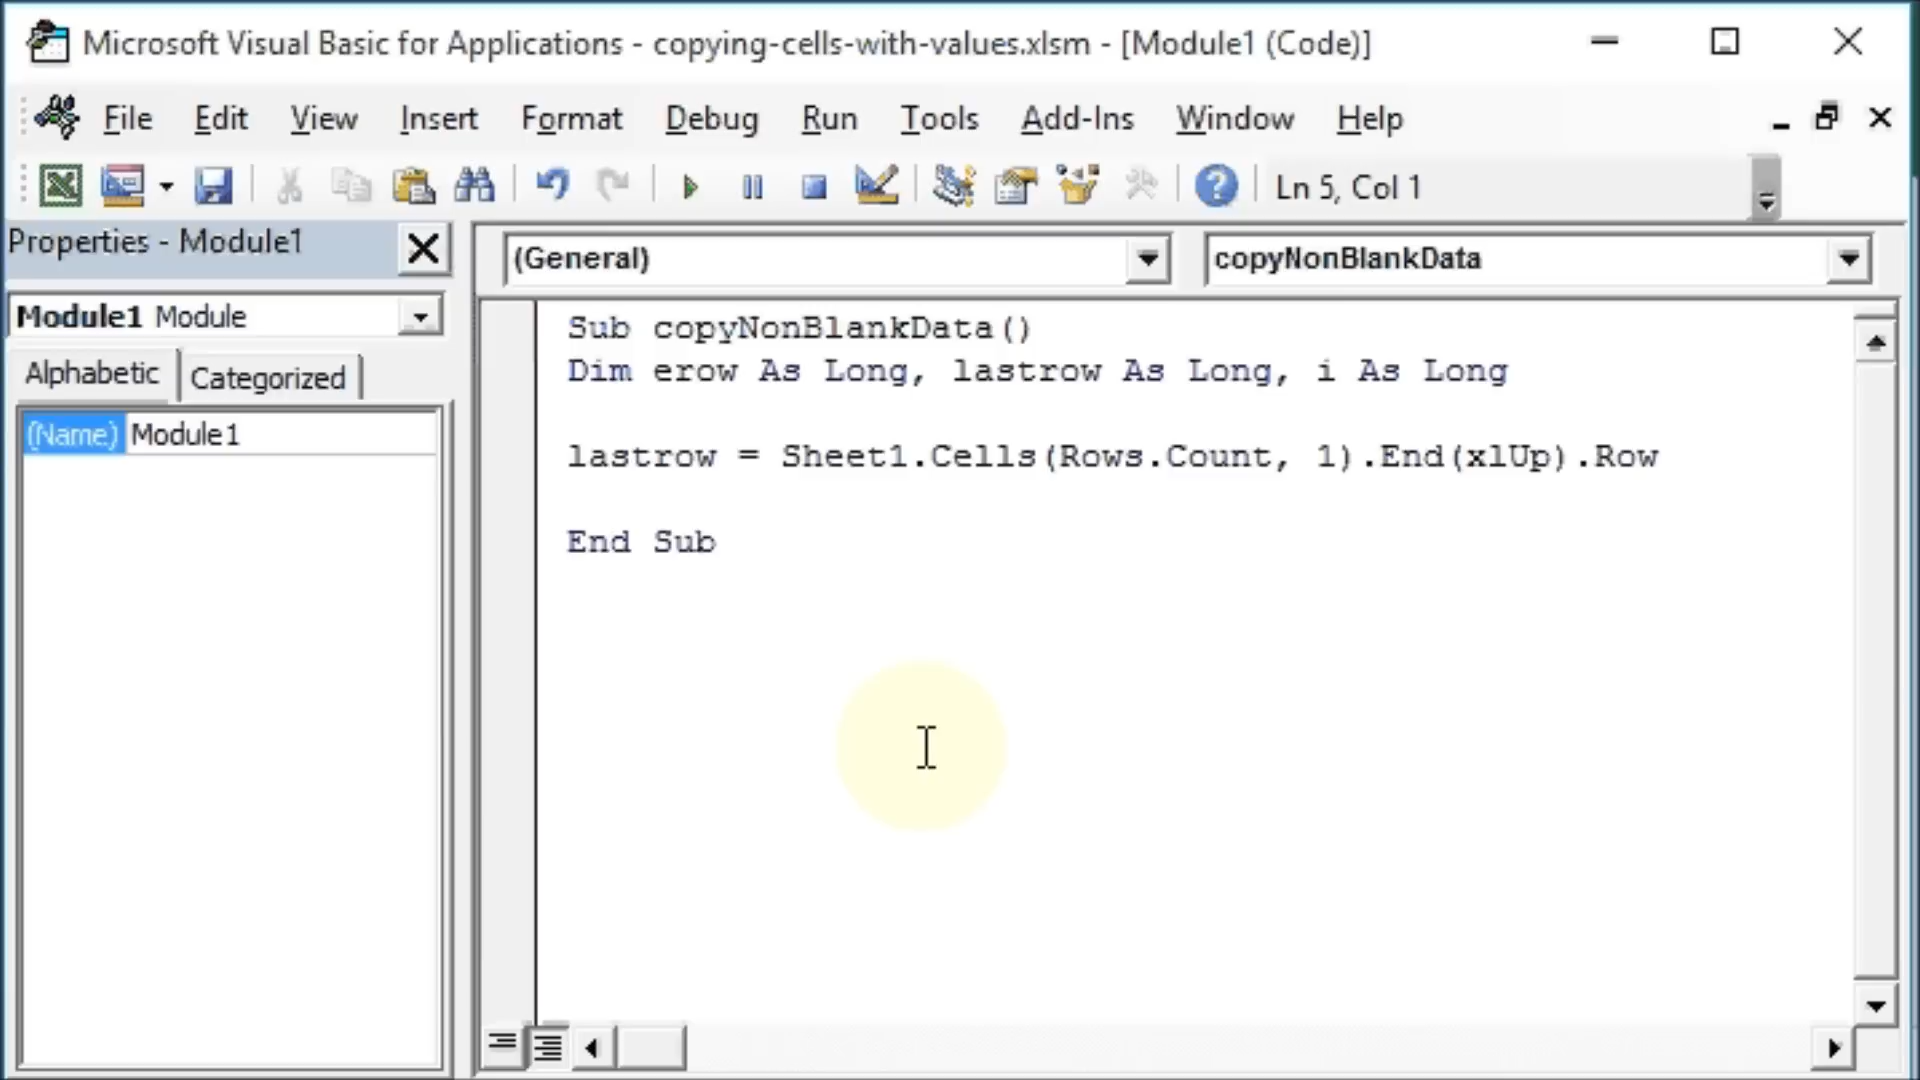 Microsoft Visual Basic for Applications - copying-cells-with-values.xlsm - [Module1 (Code)]
File Edit View Insert Format Debug Run Tools Add-Ins Window Help
Ln 5, Col 1
Properties - Module1
Module1 Module
Alphabetic Categorized
(Name) Module1
(General) copyNonBlankData
Sub copyNonBlankData()
Dim erow As Long, lastrow As Long, i As Long
lastrow = Sheet1.Cells(Rows.Count, 1).End(xlUp).Row
End Sub